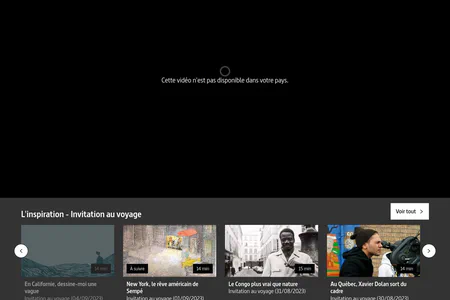 Cette vidéo n'est pas disponible dans votre pays.
L'inspiration - Invitation au voyage
Voir tout
14 min
À suivre
14 min
15 min
14 min
En Californie, dessine-moi une vague
Invitation au voyage (04/09/2023)
New York, le rêve américain de Sempé
Invitation au voyage (01/09/2023)
Le Congo plus vrai que nature
Invitation au voyage (31/08/2023)
Au Québec, Xavier Dolan sort du cadre
Invitation au voyage (30/08/2023)